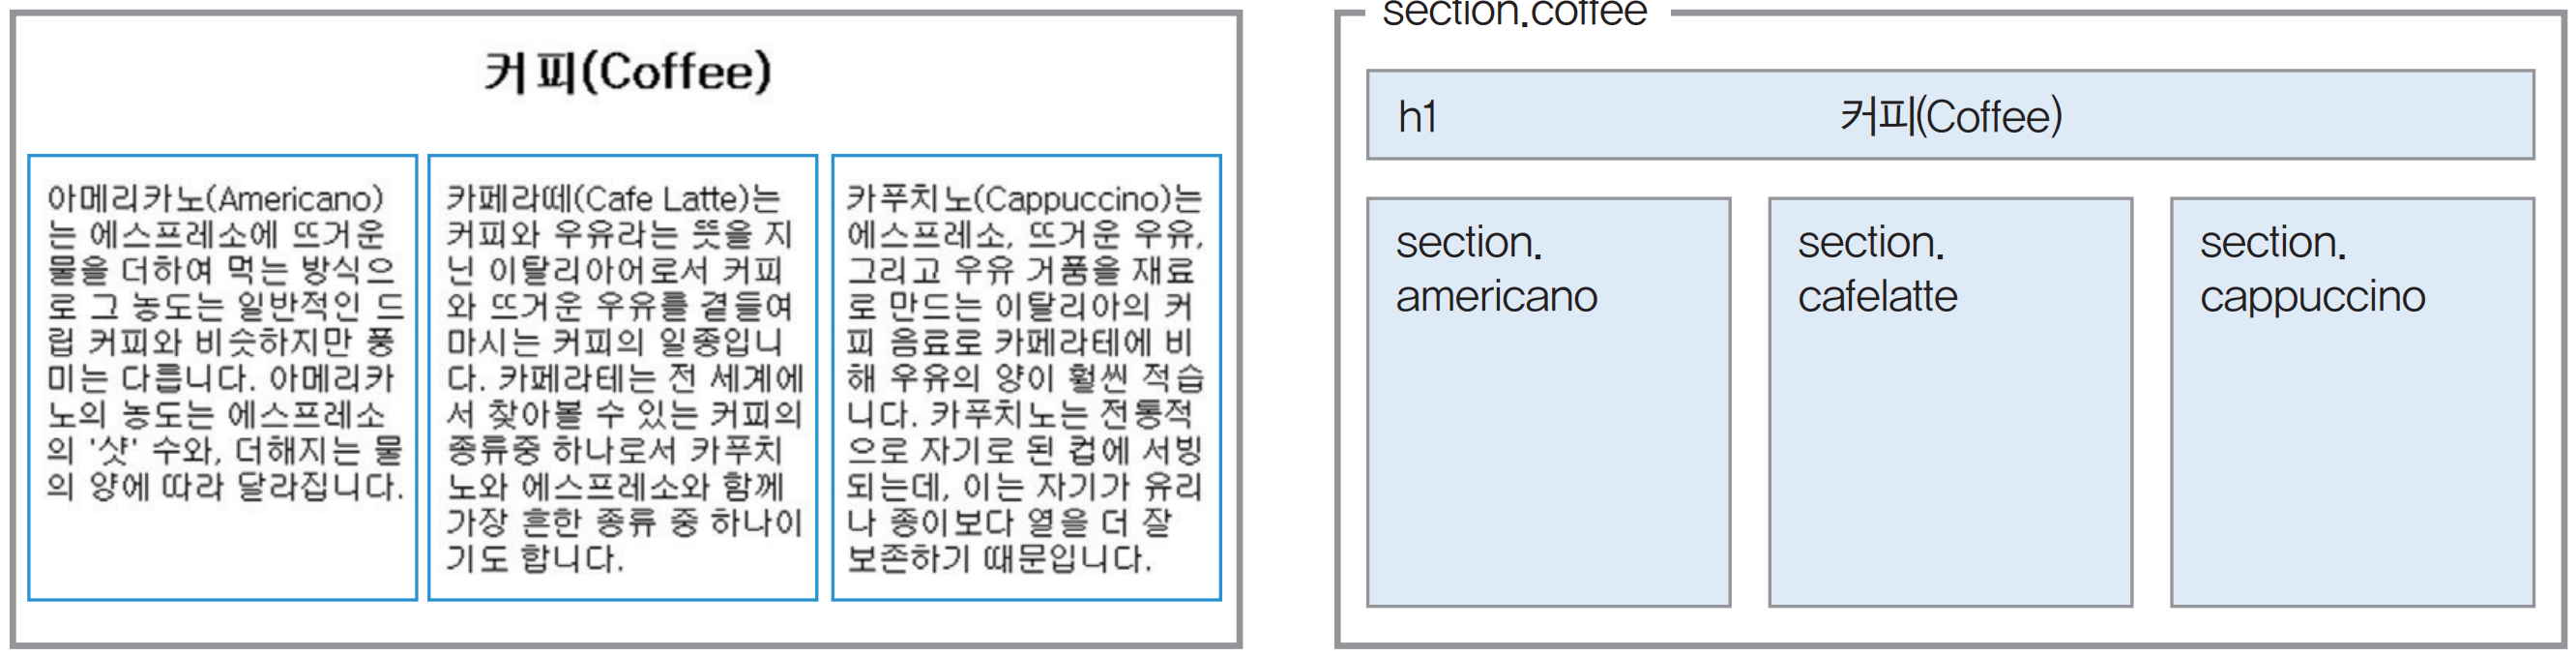 커피(Coffee)
아메리카노(Americano)
는 에스프레소에 뜨거운
물을 더하여 먹는 방식으
로 그 농도는 일반적인 드
립 커피와 비슷하지만 풍
미는 다릅니다. 아메리카
노의 농도는 에스프레소
의 '샷' 수와, 더해지는 물
의 양에 따라 달라집니다.
카페라떼(Cafe Latte)는
커피와 우유라는 뜻을 지
닌 이탈리아어로서 커피
와 뜨거운 우유를 곁들여
마시는 커피의 일종입니
다. 카페라테는 전 세계에
서 찾아볼 수 있는 커피의
종류중 하나로서 카푸치
노와 에스프레소와 함께
가장 흔한 종류 중 하나이
기도 합니다.
카푸치노(Cappuccino)는
에스프레소, 뜨거운 우유,
그리고 우유 거품을 재료
로 만드는 이탈리아의 커
피 음료로 카페라테에 비
해 우유의 양이 훨씬 적습
니다. 카푸치노는 전통적
으로 자기로 된 컵에 서빙
되는데, 이는 자기가 유리
나 종이보다 열을 더 잘
보존하기 때문입니다.
section.coffee
h1 커피(Coffee)
section.
americano
section.
cafelatte
section.
cappuccino